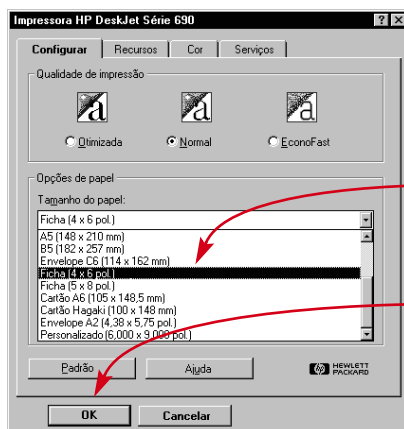 Impressora HP DeskJet Série 690
Configurar Recursos Cor Serviços
Qualidade de impressão
Otimizada Normal EconoFast
Opções de papel
Tamanho do papel:
Ficha (4 x 6 pol.)
A5 (148 x 210 mm)
B5 (182 x 257 mm)
Envelope C6 (114 x 162 mm)
Ficha (4 x 6 pol.)
Ficha (5 x 8 pol.)
Cartão A6 (105 x 148,5 mm)
Cartão Hagaki (100 x 148 mm)
Envelope A2 (4,38 x 5,75 pol.)
Personalizado (6,000 x 9,000 pol.)
Padrão Ajuda hp HEWLETT
PACKARD
OK Cancelar